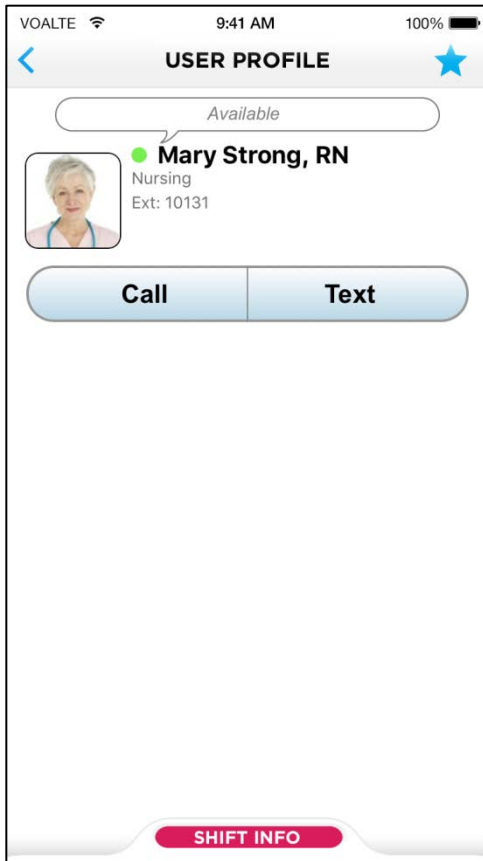 VOALTE 9:41 AM 100%
USER PROFILE
Available
Mary Strong, RN
Nursing
Ext: 10131
Call Text
SHIFT INFO